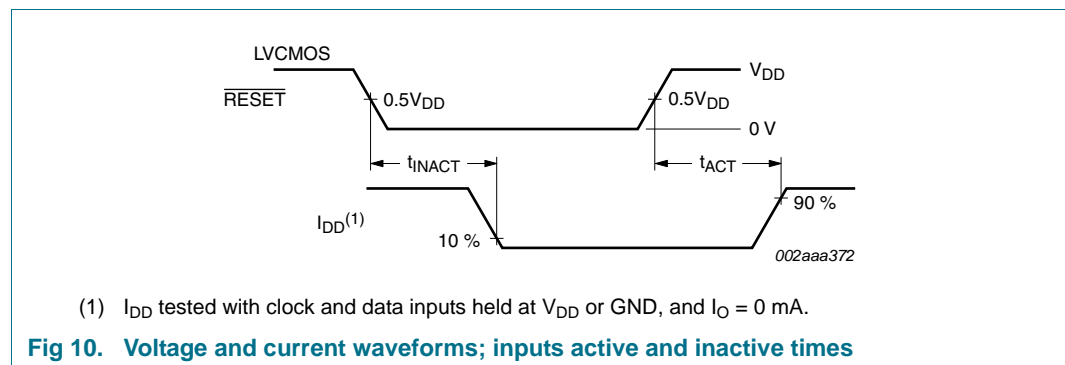 LVCMOS
VDD
RESET
0.5VDD
0.5VDD
0 V
tINACT
tACT
IDD(1)
90 %
10 %
002aaa372
(1) IDD tested with clock and data inputs held at VDD or GND, and IO = 0 mA.
Fig 10. Voltage and current waveforms; inputs active and inactive times